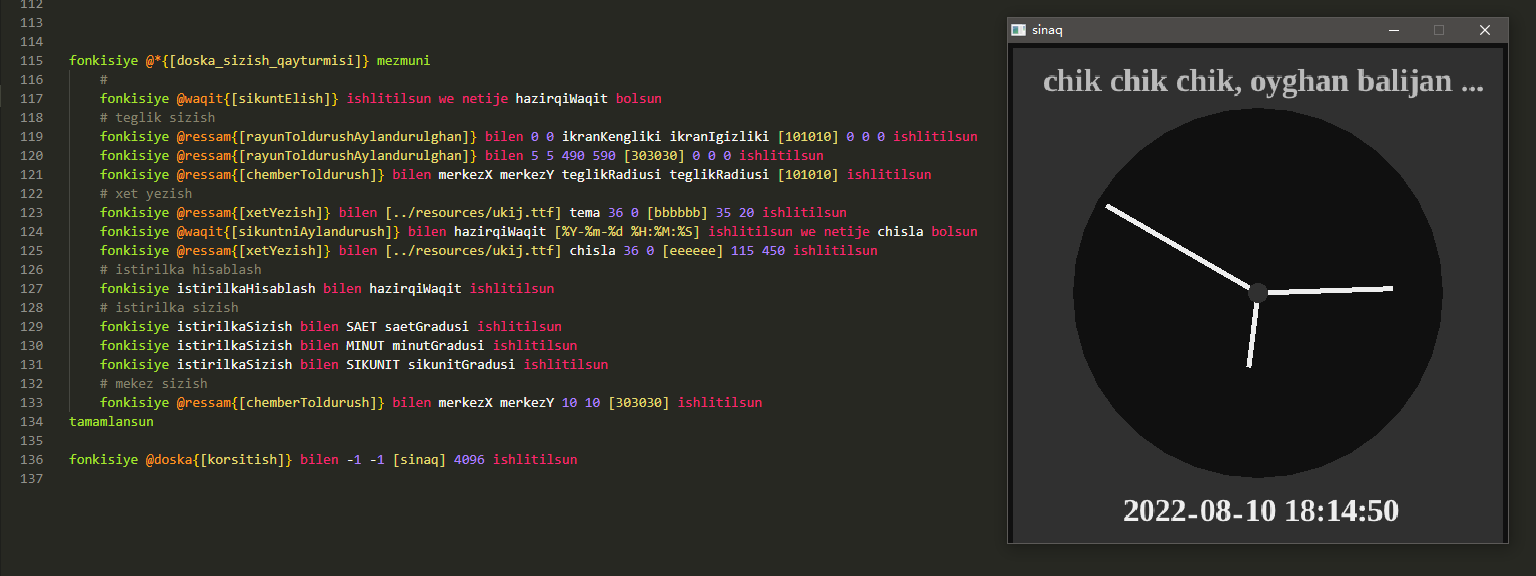 112
113
114
115 fonkisiye @*{[doska_sizish_qayturmisi]} mezmuni
116 #
117 fonkisiye @waqit{[sikuntElish]} ishlitilsun we netije hazirqiWaqit bolsun
118 # teglik sizish
119 fonkisiye @ressam{[rayunToldurushAylandurulghan]} bilen 0 0 ikranKengliki ikranIgizliki [101010] 0 0 0 ishlitilsun
120 fonkisiye @ressam{[rayunToldurushAylandurulghan]} bilen 5 5 490 590 [303030] 0 0 0 ishlitilsun
121 fonkisiye @ressam{[chemberToldurush]} bilen merkezX merkezY teglikRadiusi teglikRadiusi [101010] ishlitilsun
122 # xet yezish
123 fonkisiye @ressam{[xetYezish]} bilen [../resources/ukij.ttf] tema 36 0 [bbbbbb] 35 20 ishlitilsun
124 fonkisiye @waqit{[sikuntniAylandurush]} bilen hazirqiWaqit [%Y-%m-%d %H:%M:%S] ishlitilsun we netije chisla bolsun
125 fonkisiye @ressam{[xetYezish]} bilen [../resources/ukij.ttf] chisla 36 0 [eeeeee] 115 450 ishlitilsun
126 # istirilka hisablash
127 fonkisiye istirilkaHisablash bilen hazirqiWaqit ishlitilsun
128 # istirilka sizish
129 fonkisiye istirilkaSizish bilen SAET saetGradusi ishlitilsun
130 fonkisiye istirilkaSizish bilen MINUT minutGradusi ishlitilsun
131 fonkisiye istirilkaSizish bilen SIKUNIT sikunitGradusi ishlitilsun
132 # mekez sizish
133 fonkisiye @ressam{[chemberToldurush]} bilen merkezX merkezY 10 10 [303030] ishlitilsun
134 tamamlansun
135
136 fonkisiye @doska{[korsitish]} bilen -1 -1 [sinaq] 4096 ishlitilsun
137
sinaq
chik chik chik, oyghan balijan ...
2022-08-10 18:14:50